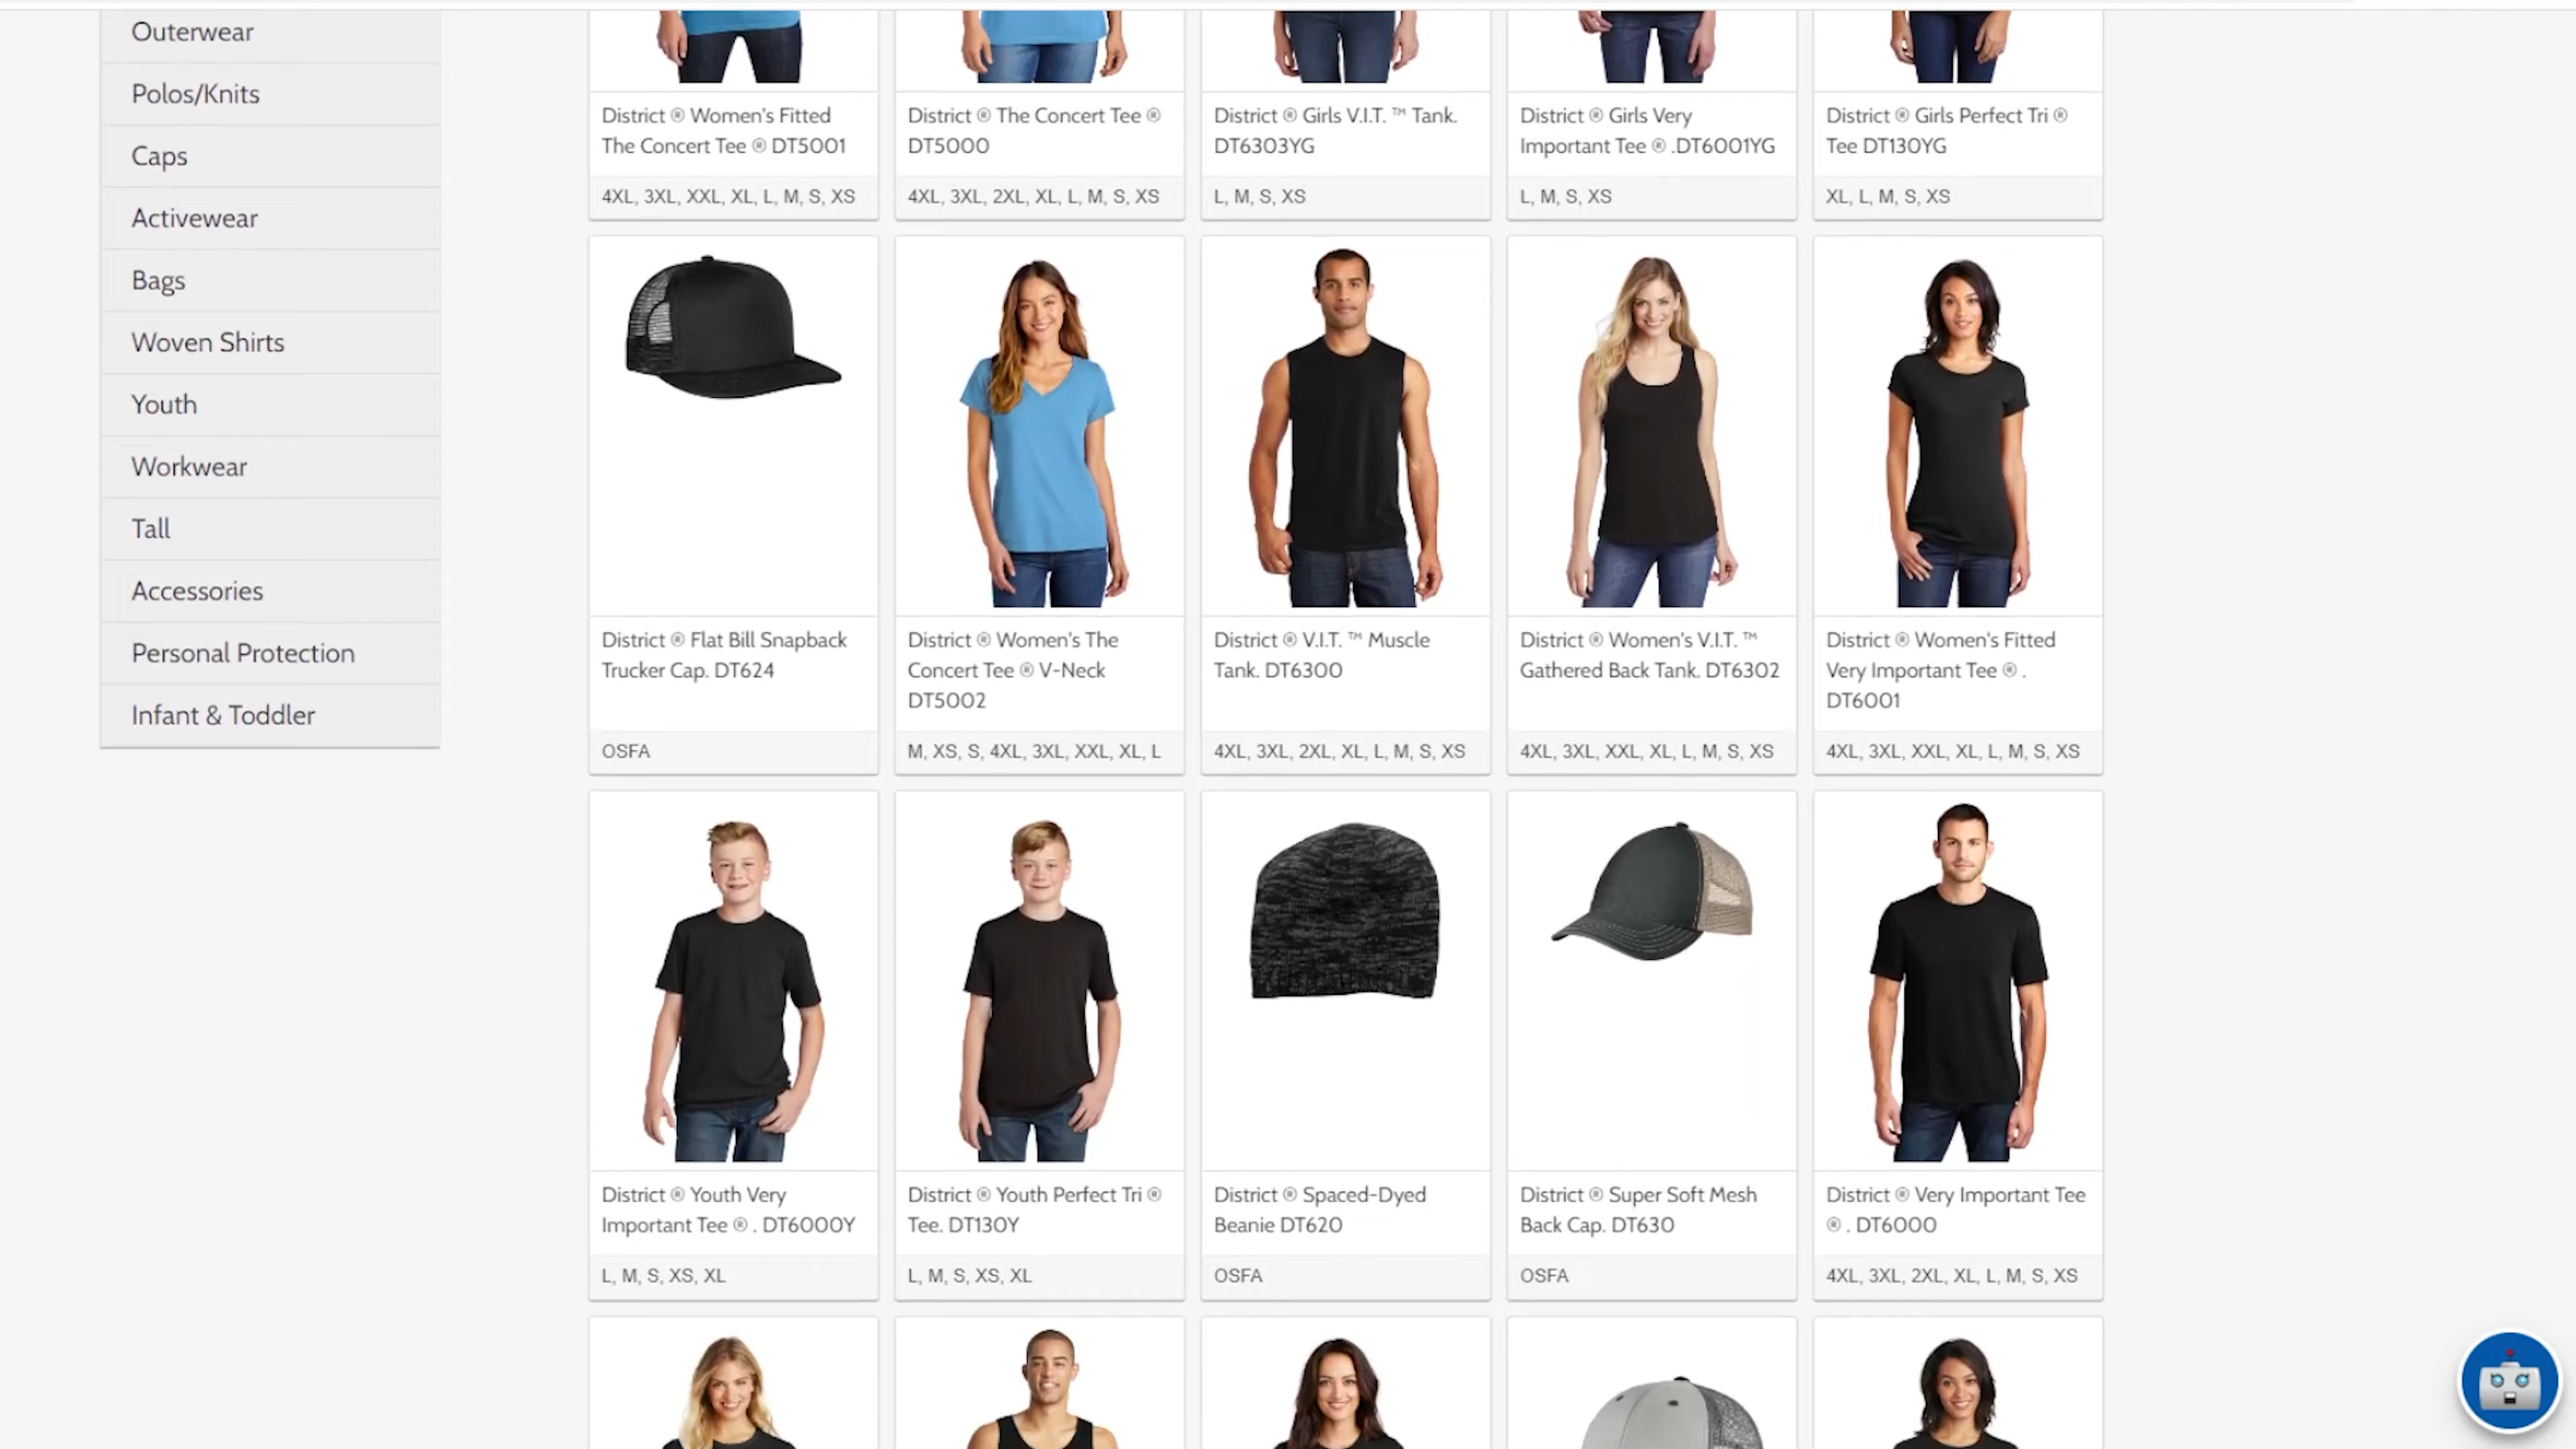 Outerwear
Polos/Knits
Caps
Activewear
Bags
Woven Shirts
Youth
Workwear
Tall
Accessories
Personal Protection
Infant & Toddler
District ® Women's Fitted
The Concert Tee ® DT5001
4XL, 3XL, XXL, XL, L, M, S, XS
District ® The Concert Tee ®
DT5000
4XL, 3XL, 2XL, XL, L, M, S, XS
District ® Girls V.I.T. ™ Tank.
DT6303YG
L, M, S, XS
District ® Girls Very
Important Tee ® .DT6001YG
L, M, S, XS
District ® Girls Perfect Tri ®
Tee DT130YG
XL, L, M, S, XS
District ® Flat Bill Snapback
Trucker Cap. DT624
OSFA
District ® Women's The
Concert Tee ® V-Neck
DT5002
M, XS, S, 4XL, 3XL, XXL, XL, L
District ® V.I.T. ™ Muscle
Tank. DT6300
4XL, 3XL, 2XL, XL, L, M, S, XS
District ® Women's V.I.T. ™
Gathered Back Tank. DT6302
4XL, 3XL, XXL, XL, L, M, S, XS
District ® Women's Fitted
Very Important Tee ® .
DT6001
4XL, 3XL, XXL, XL, L, M, S, XS
District ® Youth Very
Important Tee ® . DT6000Y
L, M, S, XS, XL
District ® Youth Perfect Tri ®
Tee. DT130Y
L, M, S, XS, XL
District ® Spaced-Dyed
Beanie DT620
OSFA
District ® Super Soft Mesh
Back Cap. DT630
OSFA
District ® Very Important Tee
® . DT6000
4XL, 3XL, 2XL, XL, L, M, S, XS